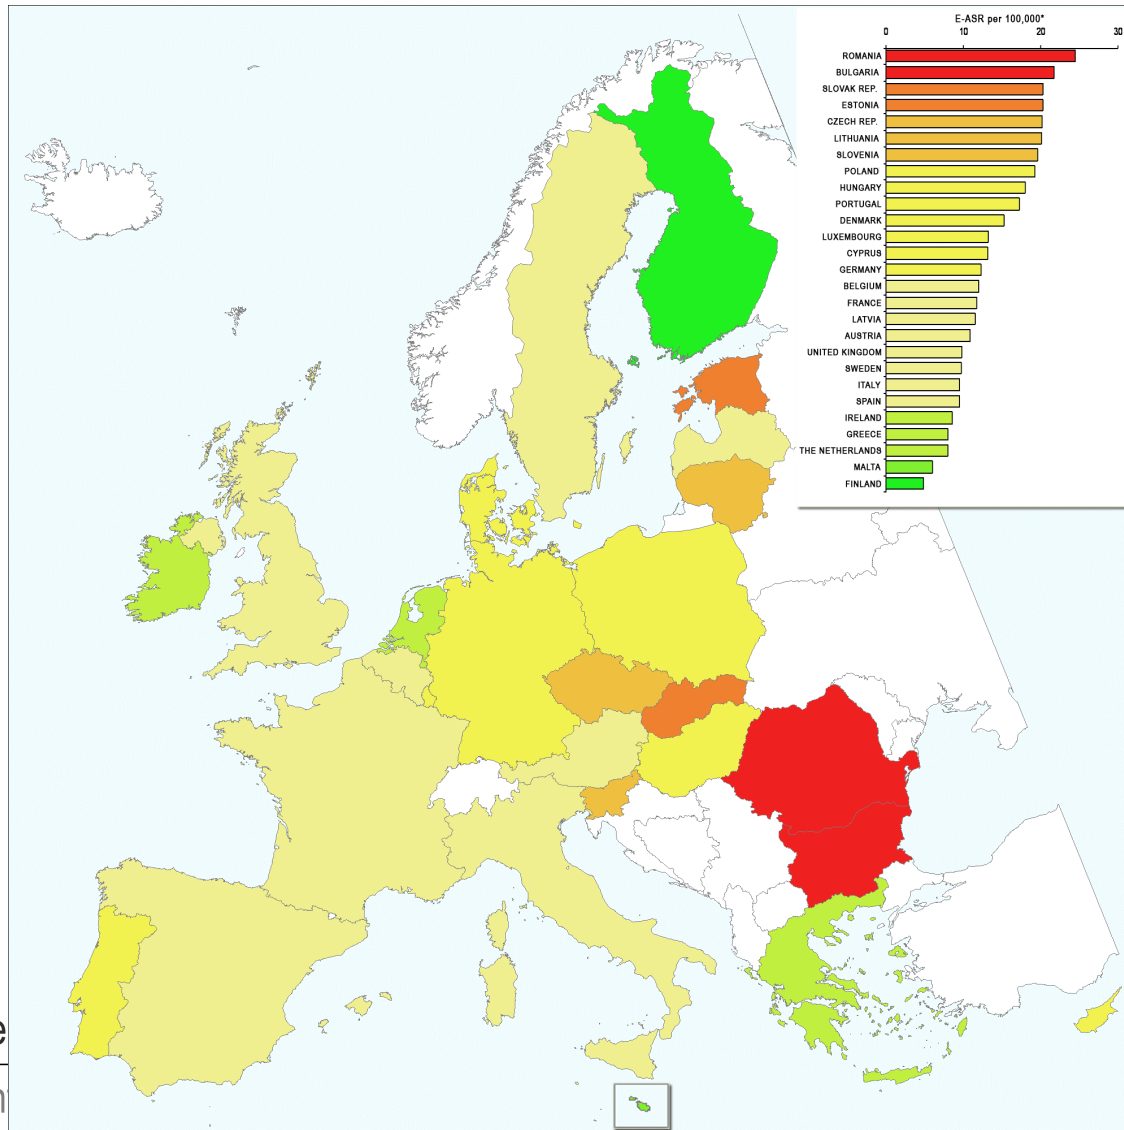 E-ASR per 100,000*
0 10 20 30
ROMANIA
BULGARIA
SLOVAK REP.
ESTONIA
CZECH REP.
LITHUANIA
SLOVENIA
POLAND
HUNGARY
PORTUGAL
DENMARK
LUXEMBOURG
CYPRUS
GERMANY
BELGIUM
FRANCE
LATVIA
AUSTRIA
UNITED KINGDOM
SWEDEN
ITALY
SPAIN
IRELAND
GREECE
THE NETHERLANDS
MALTA
FINLAND